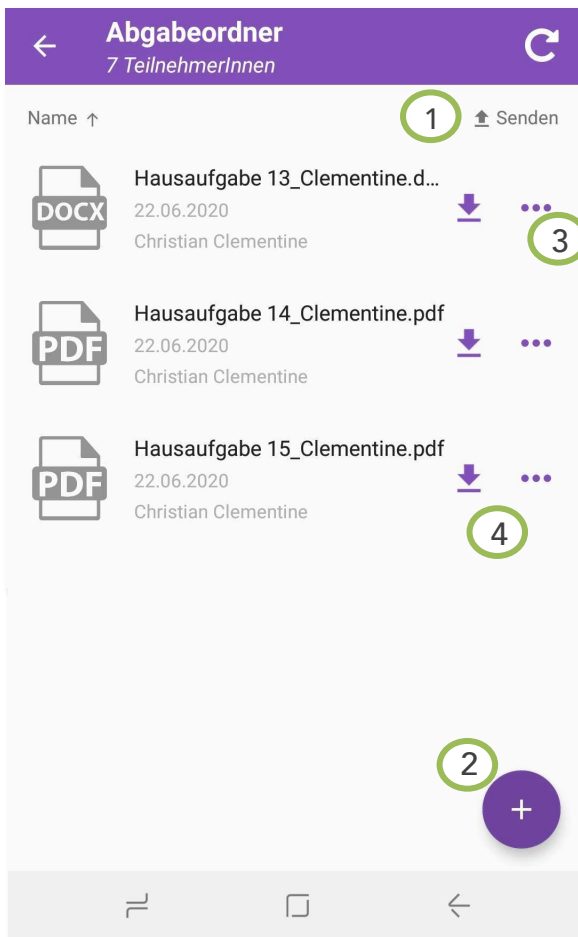 Abgabeordner
7 TeilnehmerInnen
Name ↑
1
Senden
DOCX
Hausaufgabe 13_Clementine.d...
22.06.2020
Christian Clementine
3
PDF
Hausaufgabe 14_Clementine.pdf
22.06.2020
Christian Clementine
PDF
Hausaufgabe 15_Clementine.pdf
22.06.2020
Christian Clementine
4
2
+